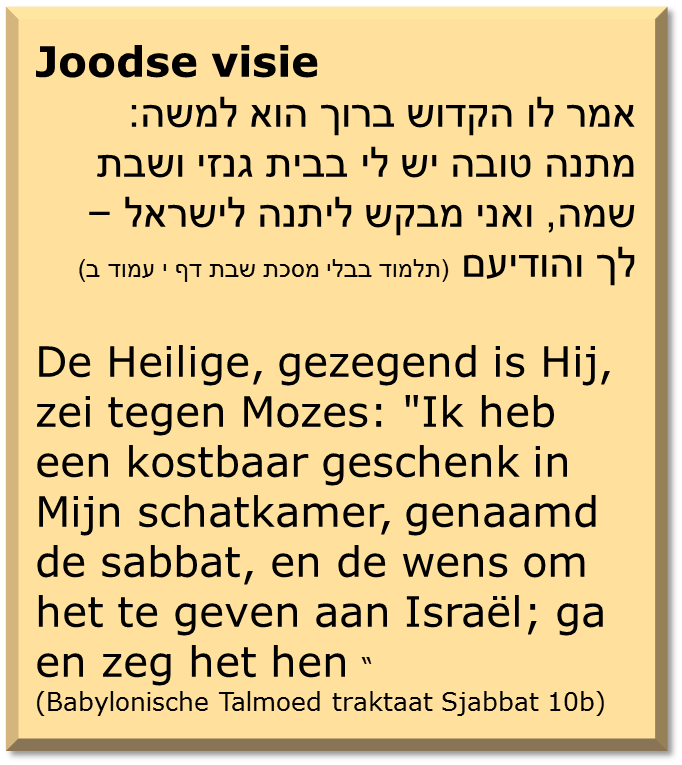 Joodse visie
אמר לו הקדוש ברוך הוא למשה:
מתנה טובה יש לי בבית גנזי ושבת
שמה, ואני מבקש ליתנה לישראל –
לך והודיעם (תלמוד בבלי מסכת שבת דף י עמוד ב)
De Heilige, gezegend is Hij,
zei tegen Mozes: "Ik heb
een kostbaar geschenk in
Mijn schatkamer, genaamd
de sabbat, en de wens om
het te geven aan Israël; ga
en zeg het hen “
(Babylonische Talmoed traktaat Sjabbat 10b)